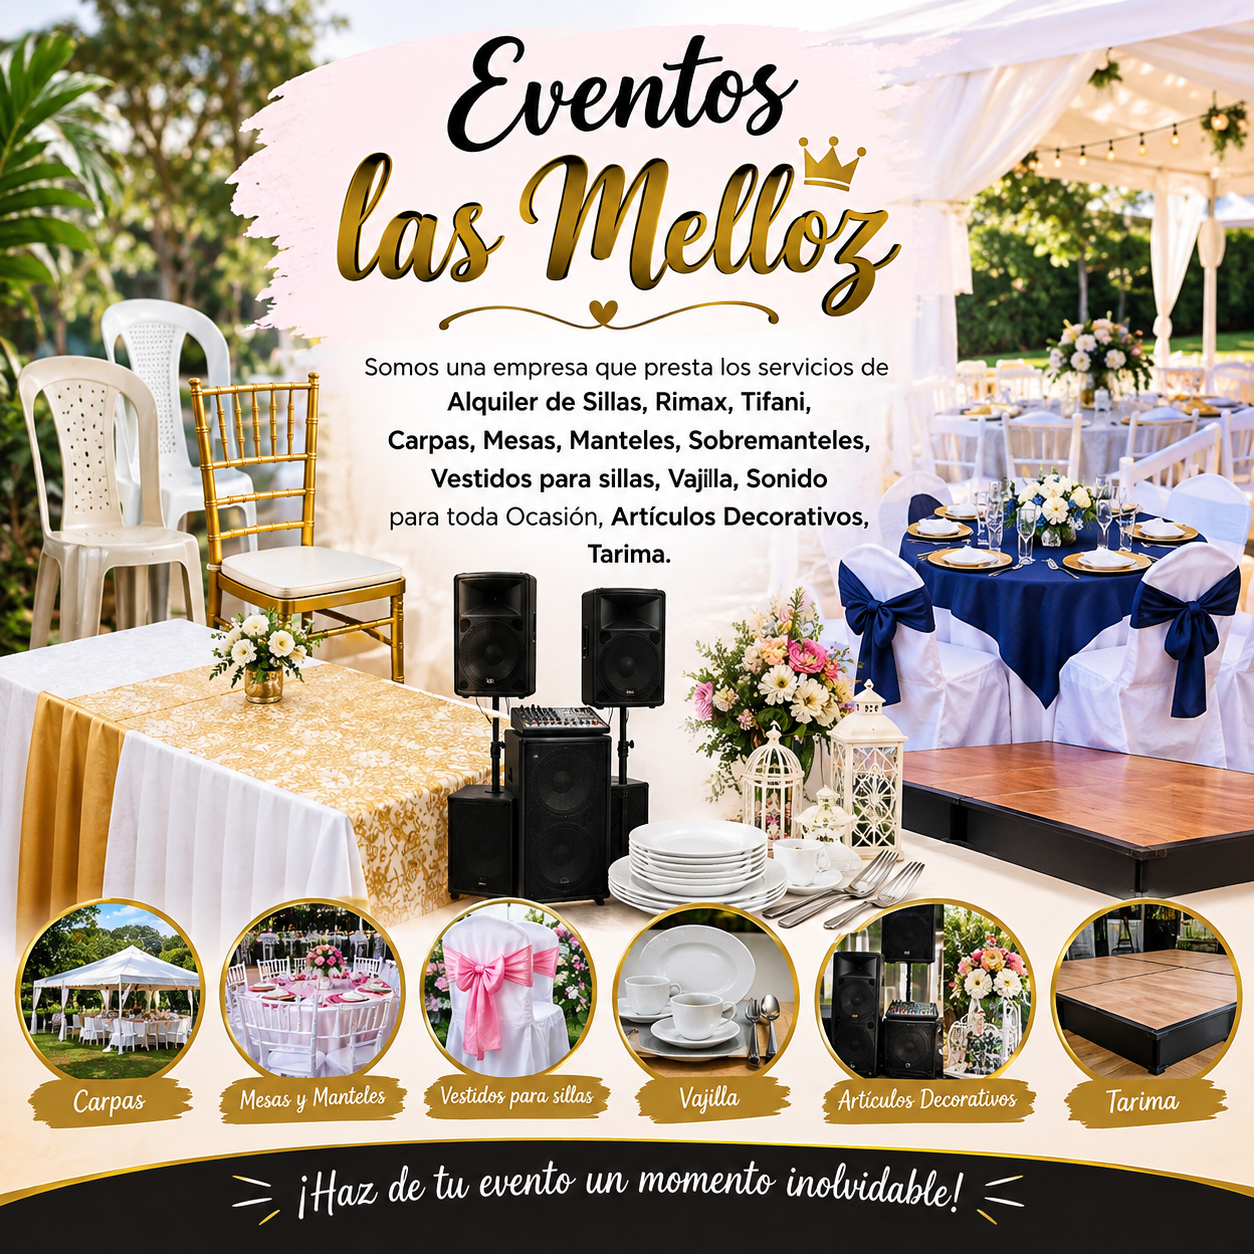 Eventos
las Melloz
Somos una empresa que presta los servicios de
Alquiler de Sillas, Rimax, Tifani,
Carpas, Mesas, Manteles, Sobremanteles,
Vestidos para sillas, Vajilla, Sonido
para toda Ocasión, Artículos Decorativos,
Tarima.
Carpas
Mesas y Manteles
Vestidos para sillas
Vajilla
Artículos Decorativos
Tarima
¡Haz de tu evento un momento inolvidable!